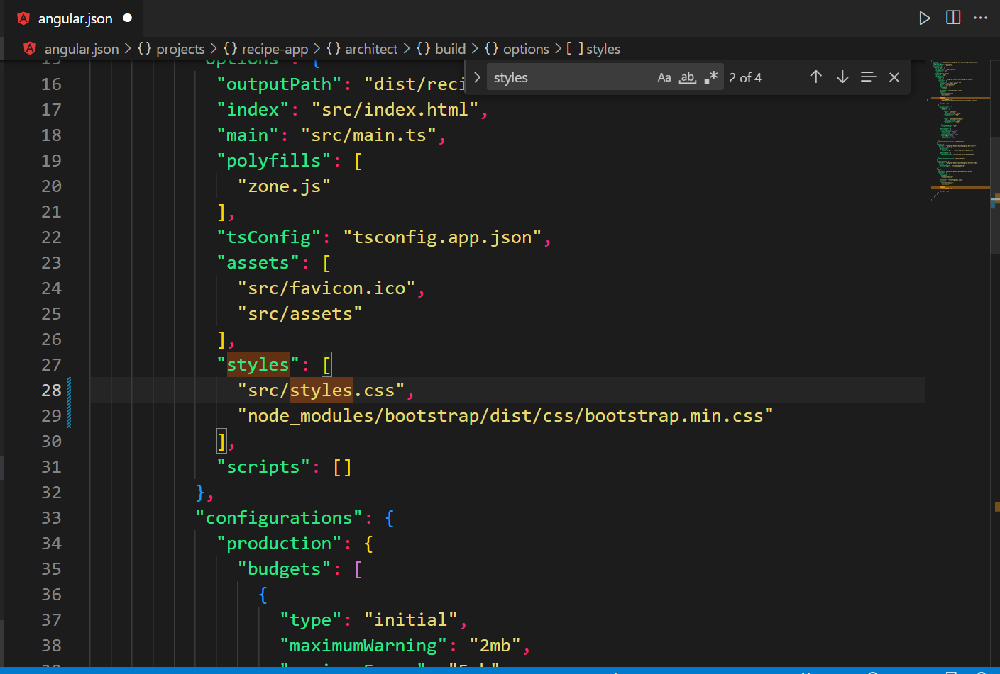 angular.json
angular.json > {} projects > {} recipe-app > {} architect > {} build > {} options > [ ] styles
styles Aa ab, .* 2 of 4
"options": {
16 "outputPath": "dist/reci
17 "index": "src/index.html",
18 "main": "src/main.ts",
19 "polyfills": [
20 "zone.js"
21 ],
22 "tsConfig": "tsconfig.app.json",
23 "assets": [
24 "src/favicon.ico",
25 "src/assets"
26 ],
27 "styles": [
28 "src/styles.css",
29 "node_modules/bootstrap/dist/css/bootstrap.min.css"
30 ],
31 "scripts": []
32 },
33 "configurations": {
34 "production": {
35 "budgets": [
36 {
37 "type": "initial",
38 "maximumWarning": "2mb",